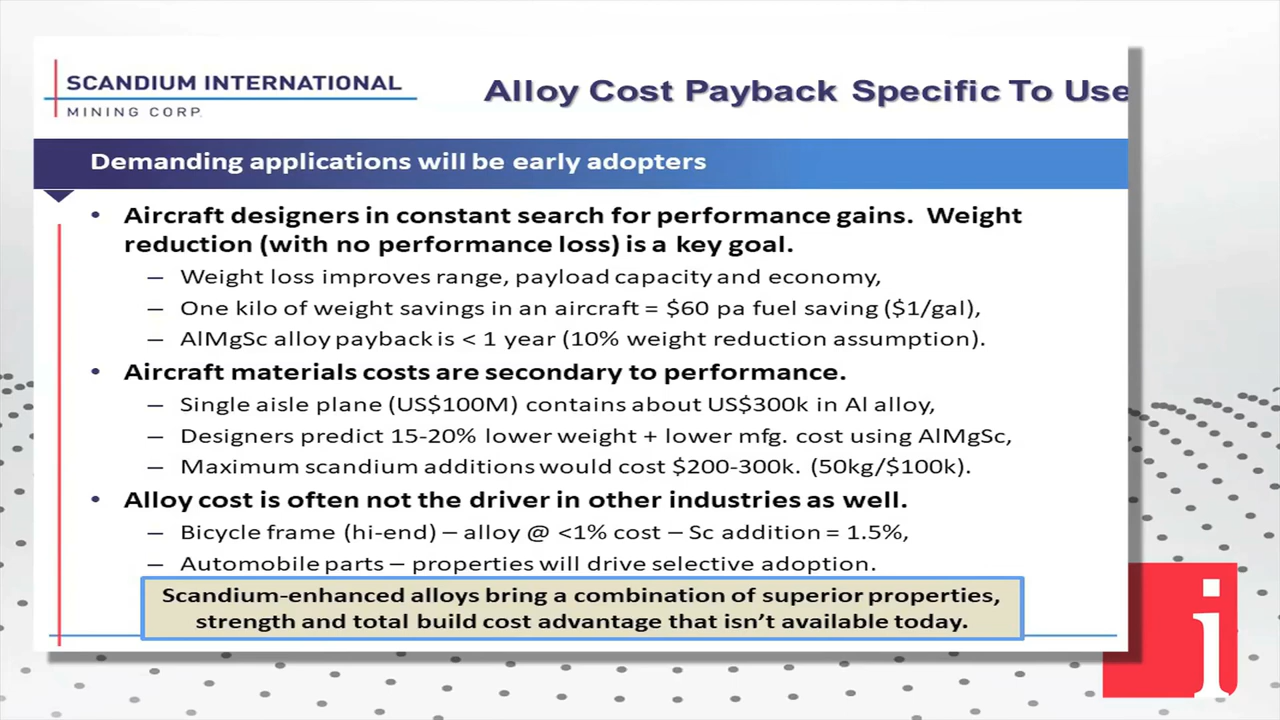 SCANDIUM INTERNATIONAL
MINING CORP.
Alloy Cost Payback Specific To Use
Demanding applications will be early adopters
• Aircraft designers in constant search for performance gains. Weight
reduction (with no performance loss) is a key goal.
– Weight loss improves range, payload capacity and economy,
– One kilo of weight savings in an aircraft = $60 pa fuel saving ($1/gal),
– AlMgSc alloy payback is < 1 year (10% weight reduction assumption).
• Aircraft materials costs are secondary to performance.
– Single aisle plane (US$100M) contains about US$300k in Al alloy,
– Designers predict 15-20% lower weight + lower mfg. cost using AlMgSc,
– Maximum scandium additions would cost $200-300k. (50kg/$100k).
• Alloy cost is often not the driver in other industries as well.
– Bicycle frame (hi-end) – alloy @ <1% cost – Sc addition = 1.5%,
– Automobile parts – properties will drive selective adoption.
Scandium-enhanced alloys bring a combination of superior properties,
strength and total build cost advantage that isn't available today.
i